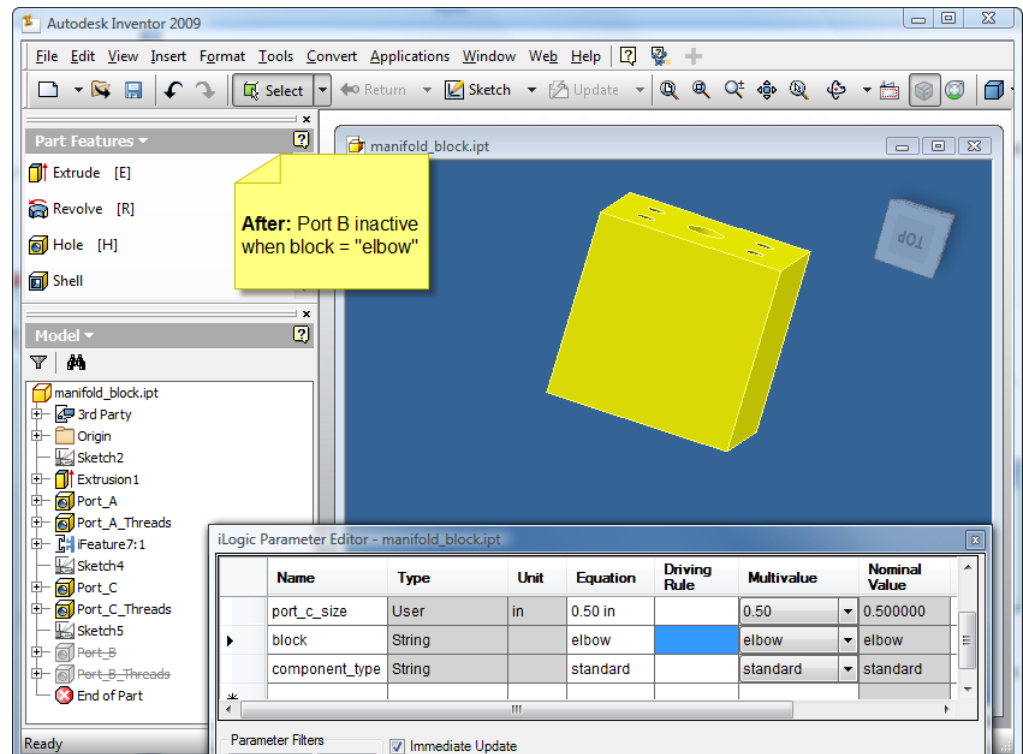 Autodesk Inventor 2009
File Edit View Insert Format Tools Convert Applications Window Web Help
Select Return Sketch Update
Part Features
manifold_block.ipt
Extrude [E]
Revolve [R]
Hole [H]
Shell
After: Port B inactive
when block = "elbow"
TOP
Model
manifold_block.ipt
3rd Party
Origin
Sketch2
Extrusion1
Port_A
Port_A_Threads
iFeature7:1
Sketch4
Port_C
Port_C_Threads
Sketch5
Port_B
Port_B_Threads
End of Part
iLogic Parameter Editor - manifold_block.ipt
Name Type Unit Equation Driving Rule Multivalue Nominal Value
port_c_size User in 0.50 in 0.50 0.500000
block String elbow elbow elbow
component_type String standard standard standard
Parameter Filters
Immediate Update
Ready